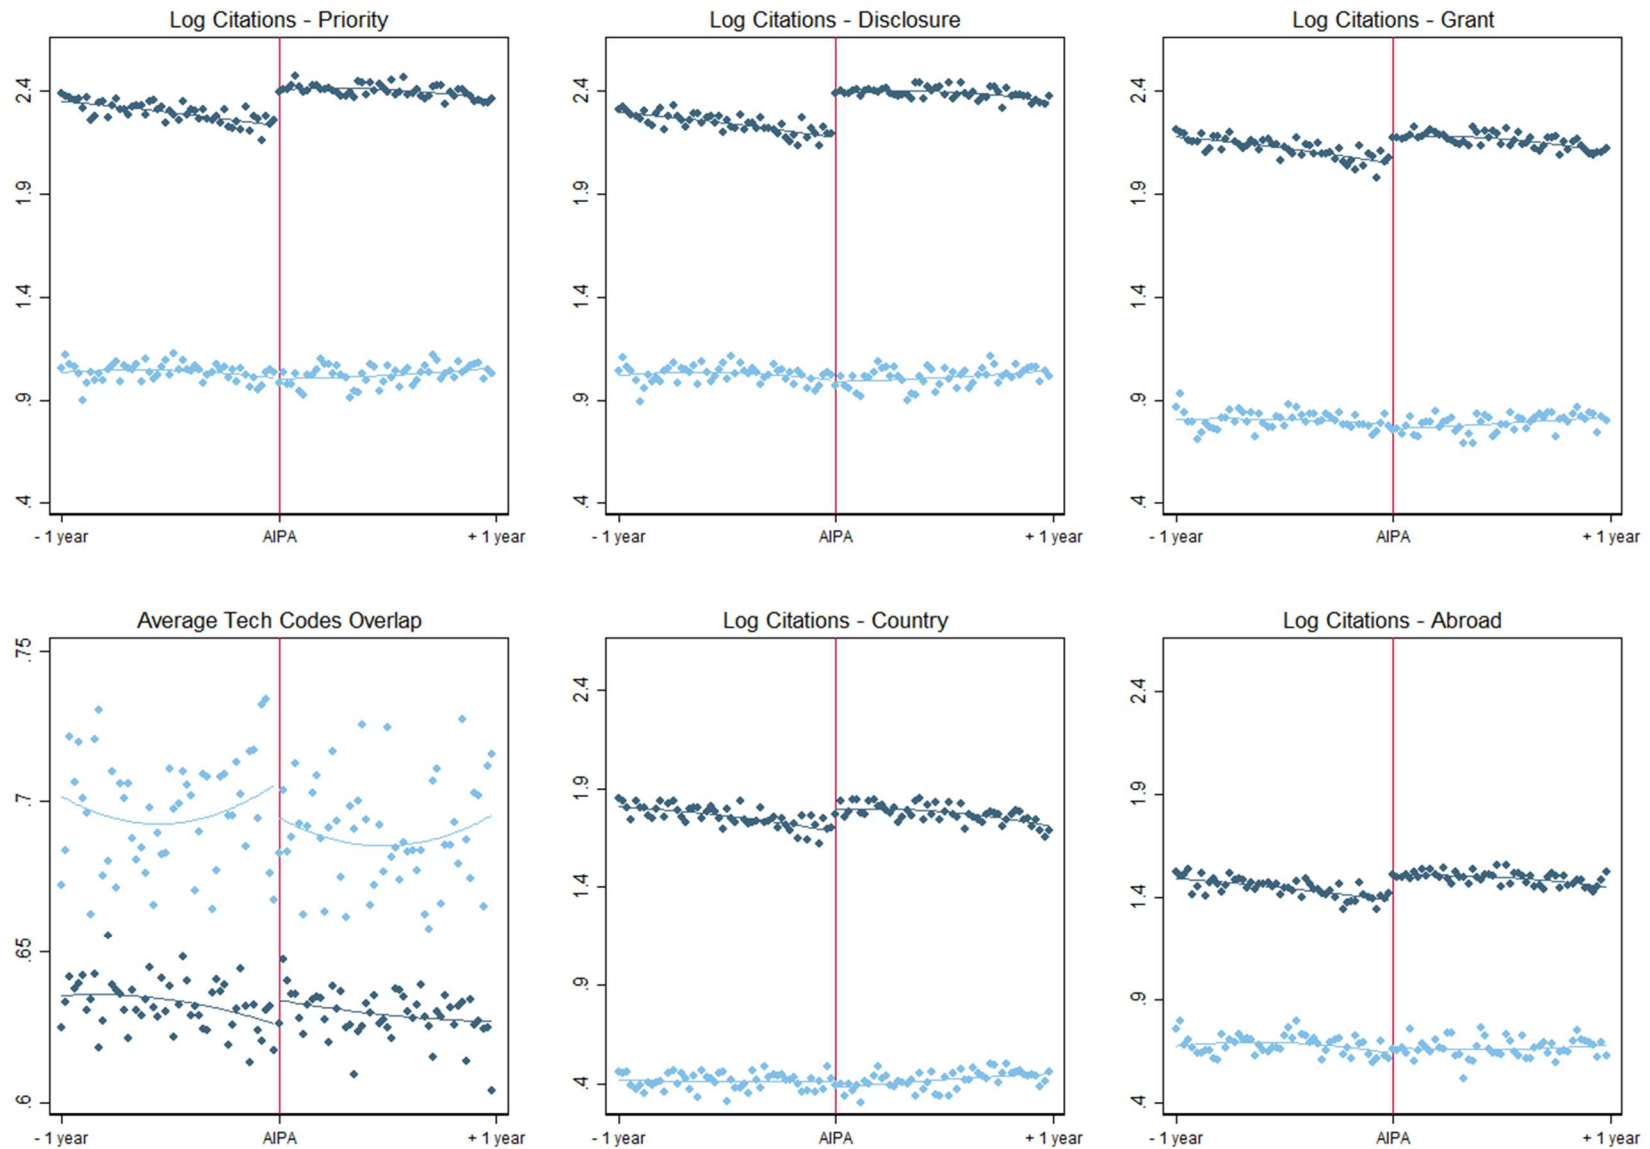 Log Citations - Priority
Log Citations - Disclosure
Log Citations - Grant
2.4
1.9
1.4
.9
.4
- 1 year
AIPA
+ 1 year
2.4
1.9
1.4
.9
.4
- 1 year
AIPA
+ 1 year
2.4
1.9
1.4
.9
.4
- 1 year
AIPA
+ 1 year
Average Tech Codes Overlap
Log Citations - Country
Log Citations - Abroad
.75
.7
.65
.6
- 1 year
AIPA
+ 1 year
2.4
1.9
1.4
.9
.4
- 1 year
AIPA
+ 1 year
2.4
1.9
1.4
.9
.4
- 1 year
AIPA
+ 1 year